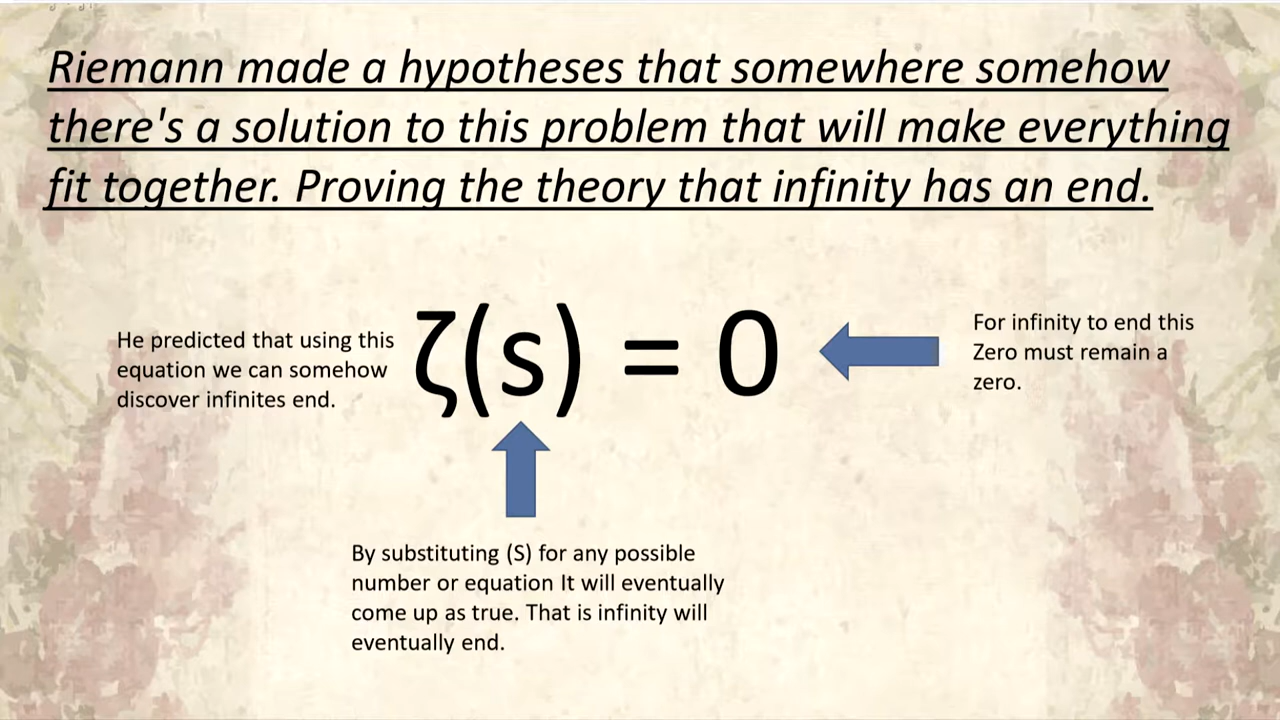 Riemann made a hypotheses that somewhere somehow
there's a solution to this problem that will make everything
fit together. Proving the theory that infinity has an end.
He predicted that using this
equation we can somehow
discover infinites end.
ζ(s) = 0
For infinity to end this
Zero must remain a
zero.
By substituting (S) for any possible
number or equation It will eventually
come up as true. That is infinity will
eventually end.